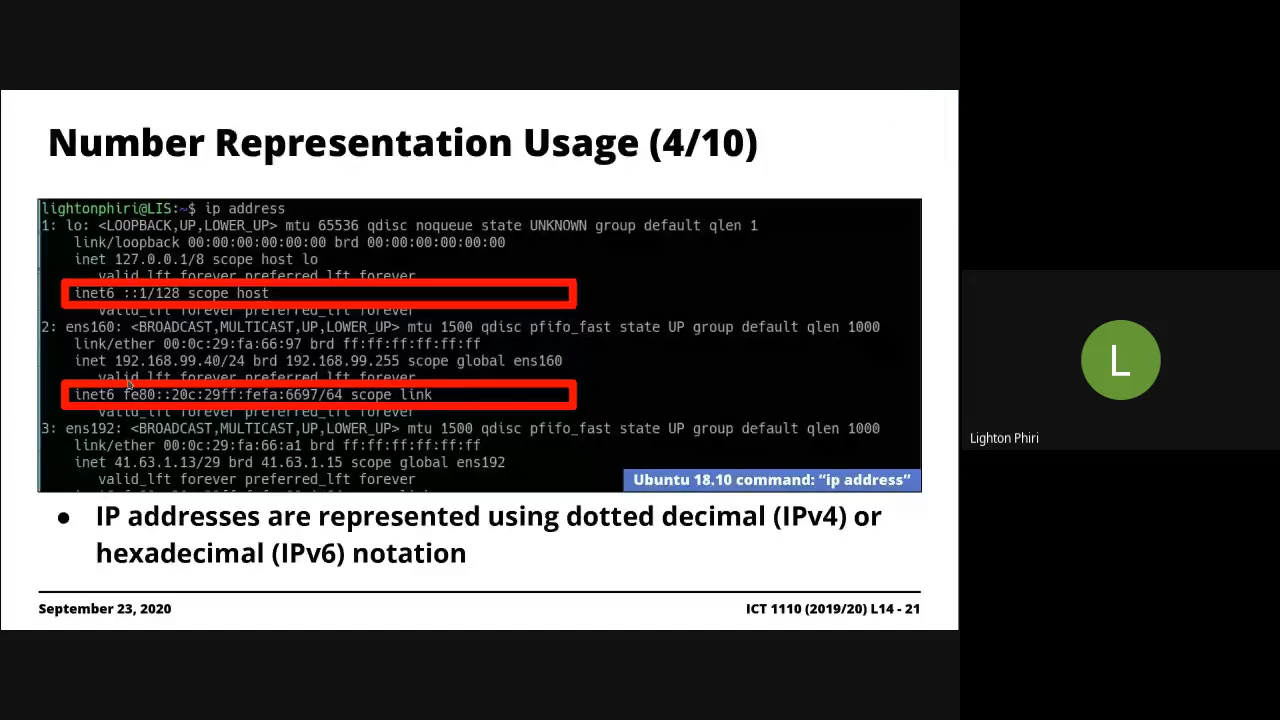 Number Representation Usage (4/10)
lightonphiri@LIS:~$ ip address
1: lo: <LOOPBACK,UP,LOWER_UP> mtu 65536 qdisc noqueue state UNKNOWN group default qlen 1
link/loopback 00:00:00:00:00:00 brd 00:00:00:00:00:00
inet 127.0.0.1/8 scope host lo
valid_lft forever preferred_lft forever
inet6 ::1/128 scope host
valid_lft forever preferred_lft forever
2: ens160: <BROADCAST,MULTICAST,UP,LOWER_UP> mtu 1500 qdisc pfifo_fast state UP group default qlen 1000
link/ether 00:0c:29:fa:66:97 brd ff:ff:ff:ff:ff:ff
inet 192.168.99.40/24 brd 192.168.99.255 scope global ens160
valid_lft forever preferred_lft forever
inet6 fe80::20c:29ff:fefa:6697/64 scope link
valid_lft forever preferred_lft forever
3: ens192: <BROADCAST,MULTICAST,UP,LOWER_UP> mtu 1500 qdisc pfifo_fast state UP group default qlen 1000
link/ether 00:0c:29:fa:66:a1 brd ff:ff:ff:ff:ff:ff
inet 41.63.1.13/29 brd 41.63.1.15 scope global ens192
valid_lft forever preferred_lft forever
Ubuntu 18.10 command: “ip address“
● IP addresses are represented using dotted decimal (IPv4) or
hexadecimal (IPv6) notation
September 23, 2020
ICT 1110 (2019/20) L14 - 21
L
Lighton Phiri